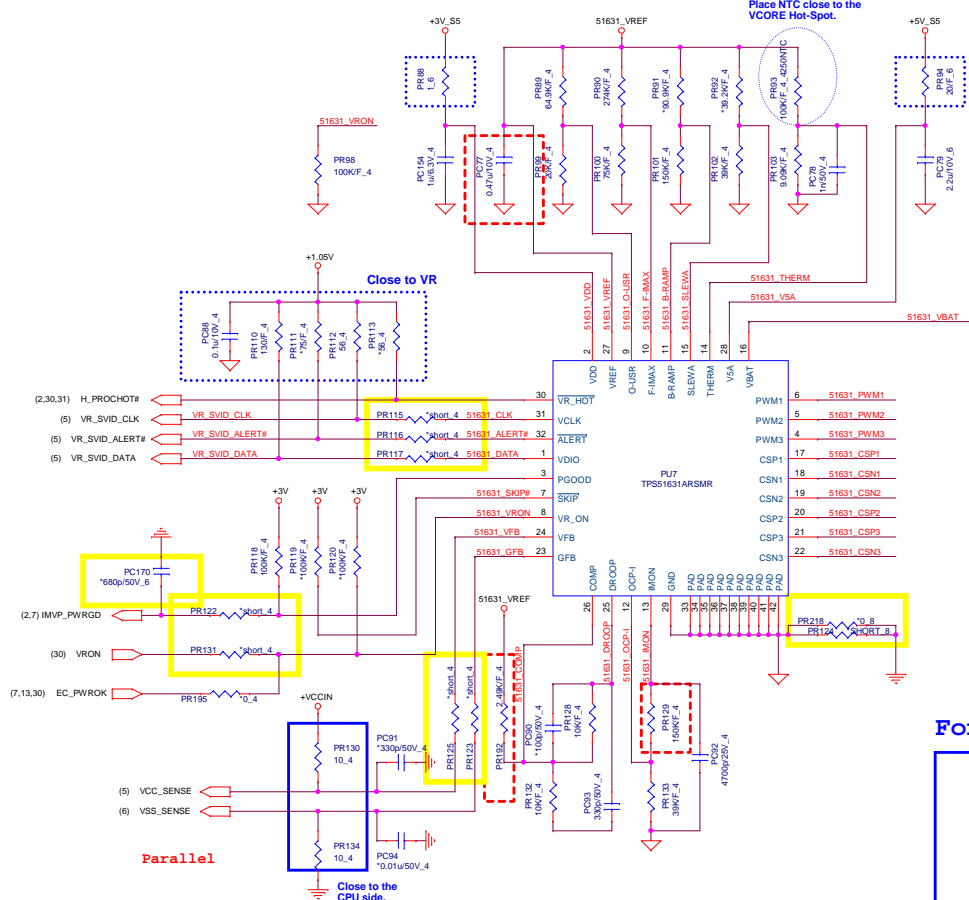 Place NTC close to the
VCORE Hot-Spot.
+3V_S5
51631_VREF
+5V_S5
PR88
1_6
PR89
64.9K/F_4
PR90
274K/F_4
PR91
*90.9K/F_4
PR92
*39.2K/F_4
PR93
100K/F_4_4250NTC
PR94
20/F_6
51631_VRON
PR98
100K/F_4
PC154
1u/6.3V_4
PC77
0.47u/10V_4
PR99
20K/F_4
PR100
75K/F_4
PR101
150K/F_4
PR102
39K/F_4
PR103
9.09K/F_4
PC78
1n/50V_4
PC79
2.2u/10V_6
+1.05V
Close to VR
PC88
0.1u/10V_4
PR110
130/F_4
PR111
*75/F_4
PR112
56_4
PR113
*56_4
51631_VDD
51631_VREF
51631_O-USR
51631_F-IMAX
51631_B-RAMP
51631_SLEWA
51631_THERM
51631_V5A
51631_VBAT
2
27
9
10
11
15
14
28
16
VDD
VREF
O-USR
F-IMAX
B-RAMP
SLEWA
THERM
V5A
VBAT
(2,30,31) H_PROCHOT#
30 VR_HOT
(5) VR_SVID_CLK VR_SVID_CLK PR115 *short_4 51631_CLK 31 VCLK
(5) VR_SVID_ALERT# VR_SVID_ALERT# PR116 *short_4 51631_ALERT# 32 ALERT
(5) VR_SVID_DATA VR_SVID_DATA PR117 *short_4 51631_DATA 1 VDIO
3 PGOOD
51631_SKIP# 7 SKIP
51631_VRON 8 VR_ON
51631_VFB 24 VFB
51631_GFB 23 GFB
PU7
TPS51631ARSMR
PWM1 6 51631_PWM1
PWM2 5 51631_PWM2
PWM3 4 51631_PWM3
CSP1 17 51631_CSP1
CSN1 18 51631_CSN1
CSN2 19 51631_CSN2
CSP2 20 51631_CSP2
CSP3 21 51631_CSP3
CSN3 22 51631_CSN3
COMP
DROOP
OCP-I
IMON
GND
PAD
PAD
PAD
PAD
PAD
PAD
PAD
PAD
PAD
PAD
26
25
12
13
29
33
34
35
36
37
38
39
40
41
42
+3V
+3V
+3V
PR118
100K/F_4
PR119
*100K/F_4
PR120
*100K/F_4
PC170
*680p/50V_6
(2,7) IMVP_PWRGD PR122 *short_4
(30) VRON PR131 *short_4
(7,13,30) EC_PWROK
PR195 *0_4
51631_VREF
51631_COMP
51631_DROOP
51631_OCP-I
51631_IMON
PR218 *0_8
PR124 SHORT_8
+VCCIN
PR130
10_4
PC91
*330p/50V_4
PR125
*short_4
PR123
*short_4
PR192
2.49K/F_4
PC90
*100p/50V_4
PR128
10K/F_4
PR129
150K/F_4
PC92
4700p/25V_4
PR132
10K/F_4
PC93
330p/50V_4
PR133
39K/F_4
(5) VCC_SENSE
(6) VSS_SENSE
PR134
10_4
PC94
*0.01u/50V_4
Parallel
Close to the
CPU side.
For